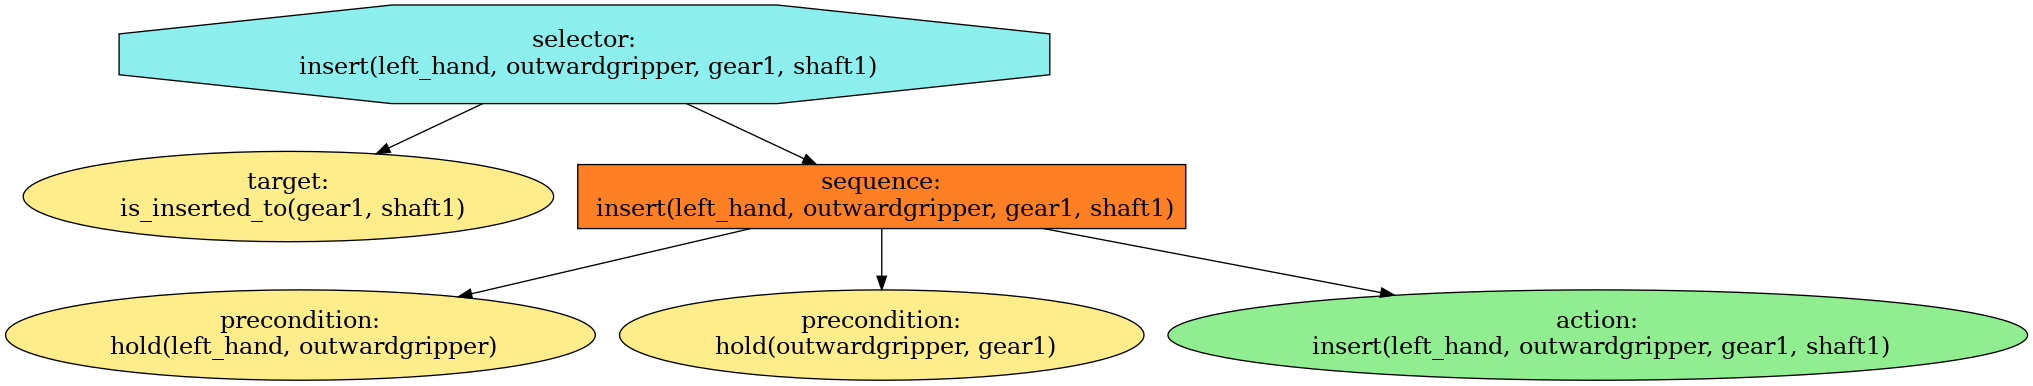 selector:
insert(left_hand, outwardgripper, gear1, shaft1)
target:
is_inserted_to(gear1, shaft1)
sequence:
insert(left_hand, outwardgripper, gear1, shaft1)
precondition:
hold(left_hand, outwardgripper)
precondition:
hold(outwardgripper, gear1)
action:
insert(left_hand, outwardgripper, gear1, shaft1)